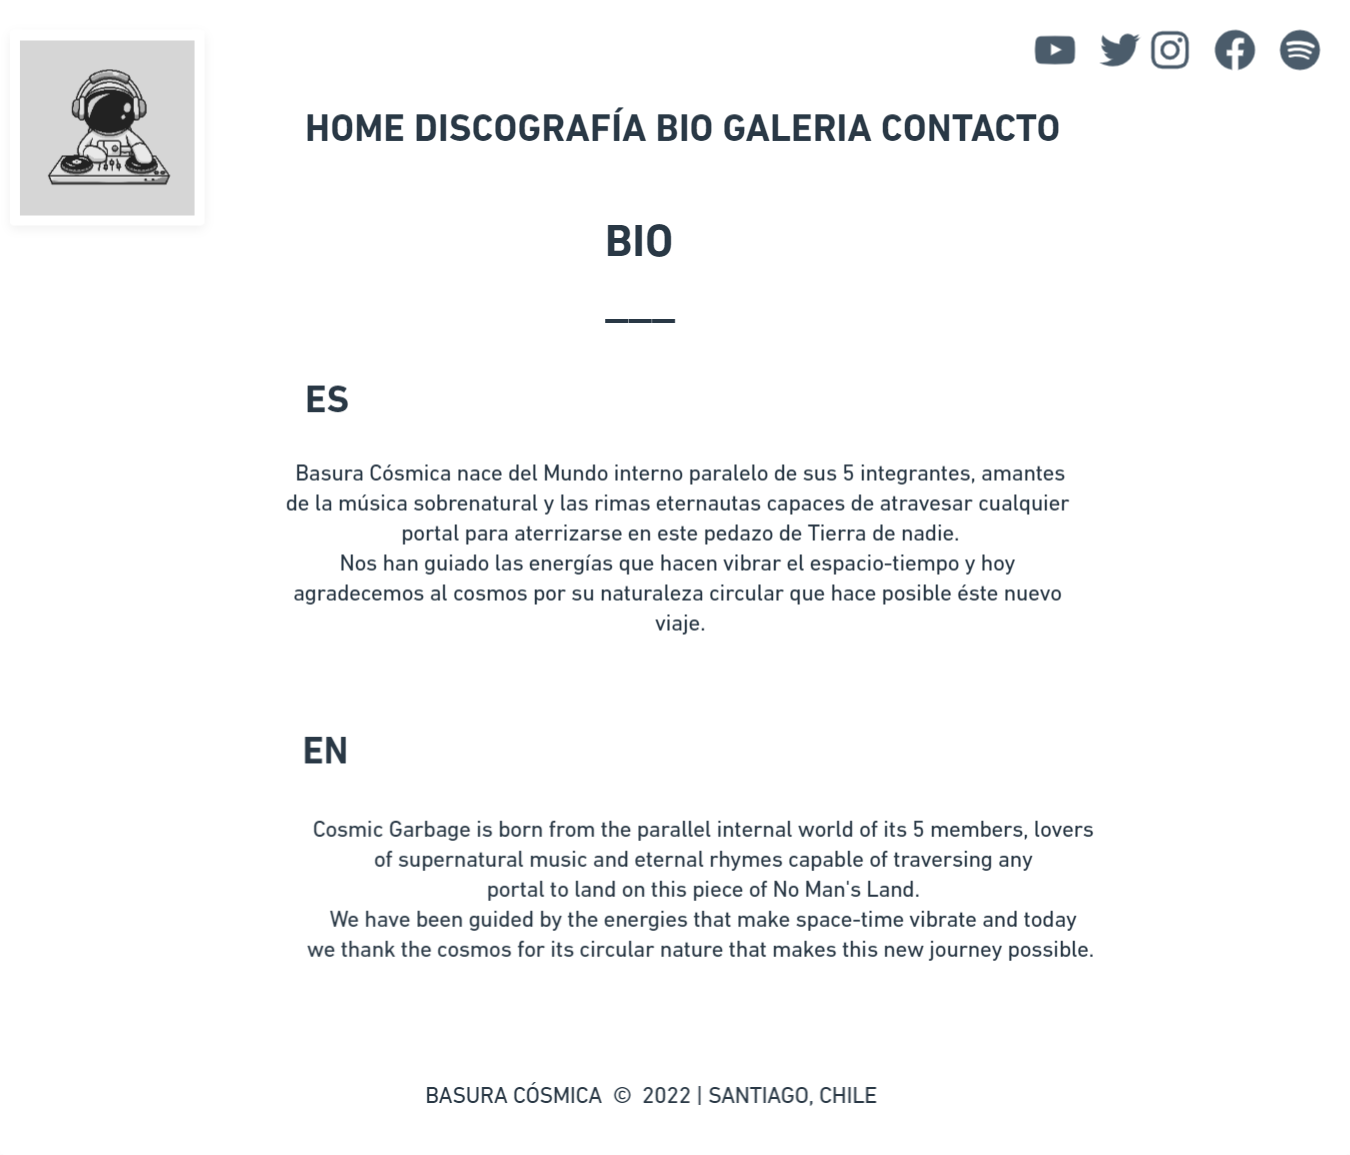 HOME DISCOGRAFÍA BIO GALERIA CONTACTO
BIO
___
ES
Basura Cósmica nace del Mundo interno paralelo de sus 5 integrantes, amantes
de la música sobrenatural y las rimas eternautas capaces de atravesar cualquier
portal para aterrizarse en este pedazo de Tierra de nadie.
Nos han guiado las energías que hacen vibrar el espacio-tiempo y hoy
agradecemos al cosmos por su naturaleza circular que hace posible éste nuevo
viaje.
EN
Cosmic Garbage is born from the parallel internal world of its 5 members, lovers
of supernatural music and eternal rhymes capable of traversing any
portal to land on this piece of No Man's Land.
We have been guided by the energies that make space-time vibrate and today
we thank the cosmos for its circular nature that makes this new journey possible.
BASURA CÓSMICA © 2022 | SANTIAGO, CHILE